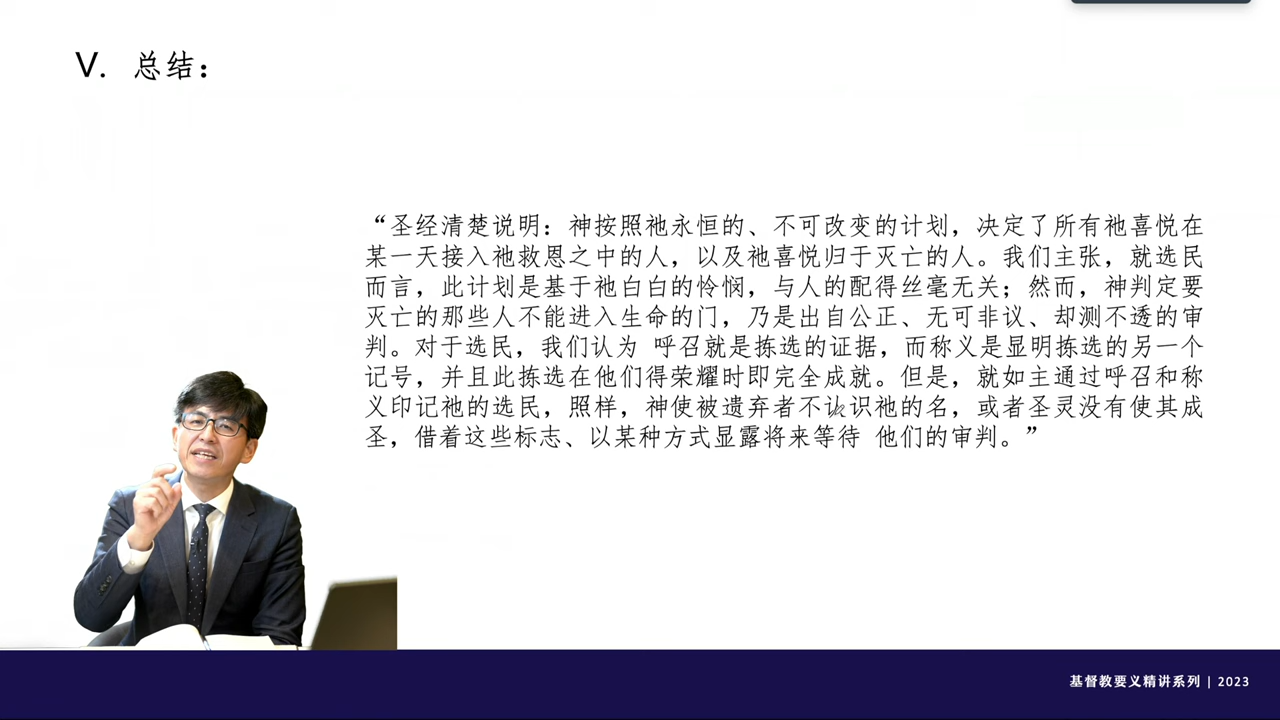 V. 总结：
“圣经清楚说明：神按照祂永恒的、不可改变的计划，决定了所有祂喜悦在
某一天接入祂救恩之中的人，以及祂喜悦归于灭亡的人。我们主张，就选民
而言，此计划是基于祂白白的怜悯，与人的配得丝毫无关；然而，神判定要
灭亡的那些人不能进入生命的门，乃是出自公正、无可非议、却测不透的审
判。对于选民，我们认为 呼召就是拣选的证据，而称义是显明拣选的另一个
记号，并且此拣选在他们得荣耀时即完全成就。但是，就如主通过呼召和称
义印记祂的选民，照样，神使被遗弃者不认识祂的名，或者圣灵没有使其成
圣，借着这些标志、以某种方式显露将来等待 他们的审判。”
基督教要义精讲系列 | 2023